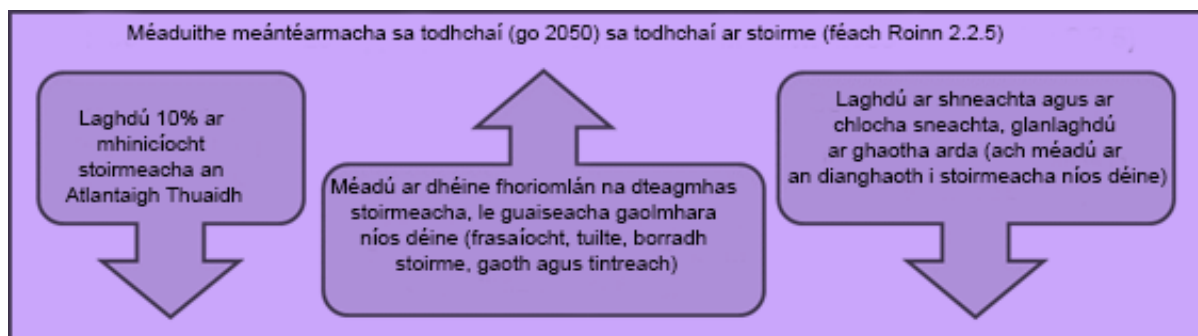 Méaduithe meántéarmacha sa todhchaí (go 2050) sa todhchaí ar stoirme (féach Roinn 2.2.5)
Laghdú 10% ar
mhinicíocht
stoirmeacha an
Atlantaigh Thuaidh
Méadú ar dhéine fhoriomlán na dteagmhas
stoirmeacha, le guaiseacha gaolmhara
níos déine (frasaíocht, tuilte, borradh
stoirme, gaoth agus tintreach)
Laghdú ar shneachta agus ar
chlocha sneachta, glanlaghdú
ar ghaotha arda (ach méadú ar
an dianghaoth i stoirmeacha níos déine)